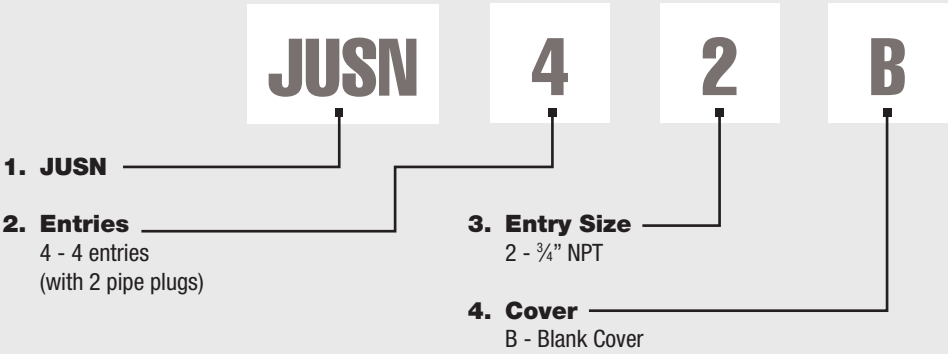 JUSN 4 2 B
1. JUSN
2. Entries
4 - 4 entries
(with 2 pipe plugs)
3. Entry Size
2 - ¾” NPT
4. Cover
B - Blank Cover